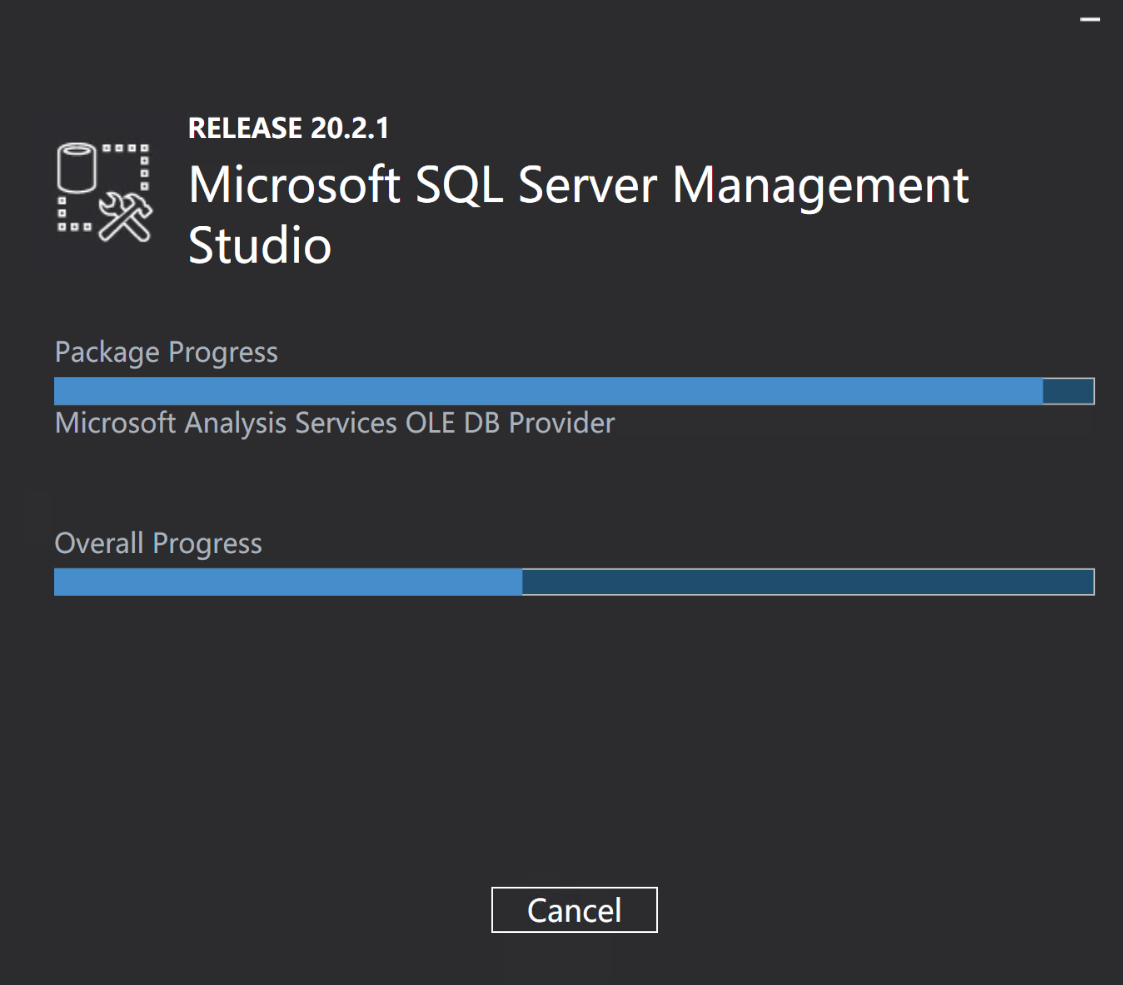 RELEASE 20.2.1
Microsoft SQL Server Management
Studio
Package Progress
Microsoft Analysis Services OLE DB Provider
Overall Progress
Cancel